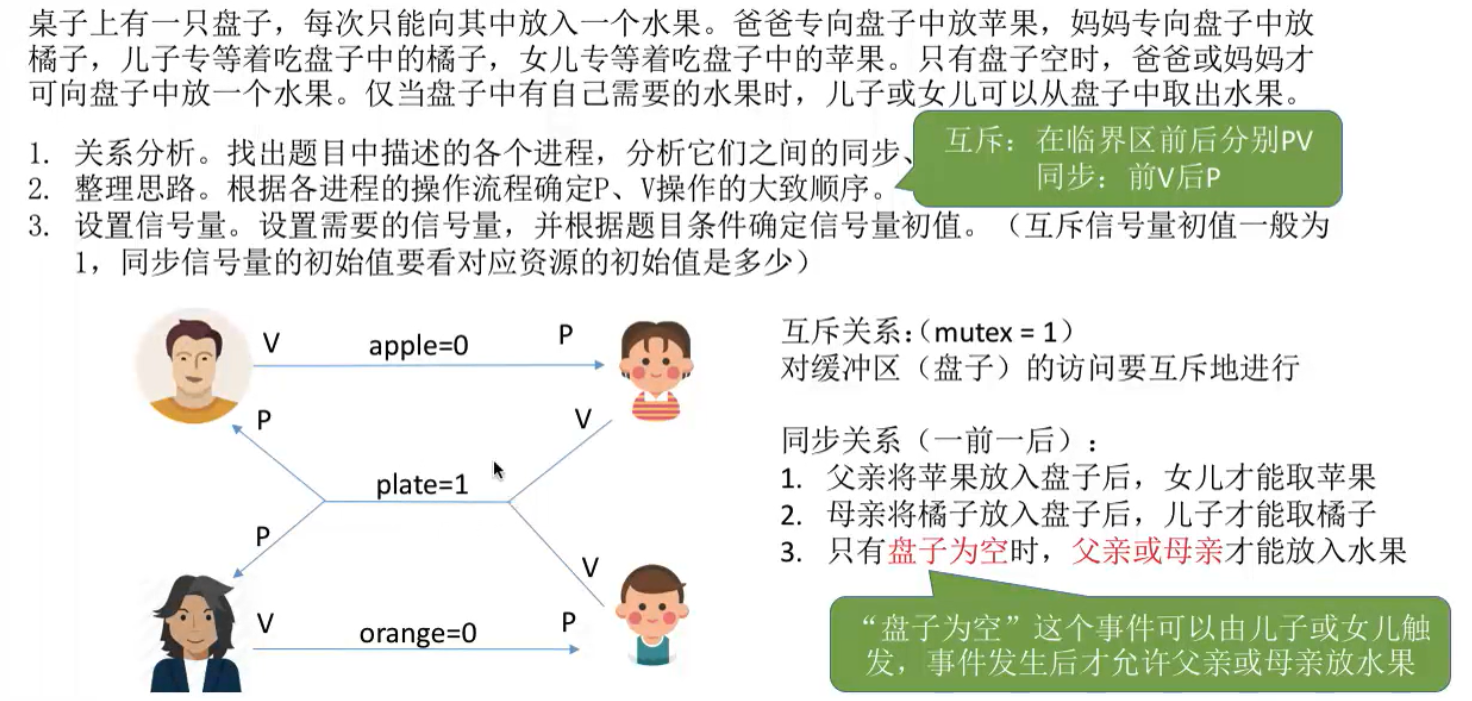 桌子上有一只盘子，每次只能向其中放入一个水果。爸爸专向盘子中放苹果，妈妈专向盘子中放
橘子，儿子专等着吃盘子中的橘子，女儿专等着吃盘子中的苹果。只有盘子空时，爸爸或妈妈才
可向盘子中放一个水果。仅当盘子中有自己需要的水果时，儿子或女儿可以从盘子中取出水果。
1. 关系分析。找出题目中描述的各个进程，分析它们之间的同步、
2. 整理思路。根据各进程的操作流程确定P、V操作的大致顺序。
3. 设置信号量。设置需要的信号量，并根据题目条件确定信号量初值。（互斥信号量初值一般为
1，同步信号量的初始值要看对应资源的初始值是多少）
互斥：在临界区前后分别PV
同步：前V后P
V apple=0 P
P V
plate=1
P V
V orange=0 P
互斥关系：（mutex = 1）
对缓冲区（盘子）的访问要互斥地进行
同步关系（一前一后）：
1. 父亲将苹果放入盘子后，女儿才能取苹果
2. 母亲将橘子放入盘子后，儿子才能取橘子
3. 只有盘子为空时，父亲或母亲才能放入水果
“盘子为空”这个事件可以由儿子或女儿触
发，事件发生后才允许父亲或母亲放水果